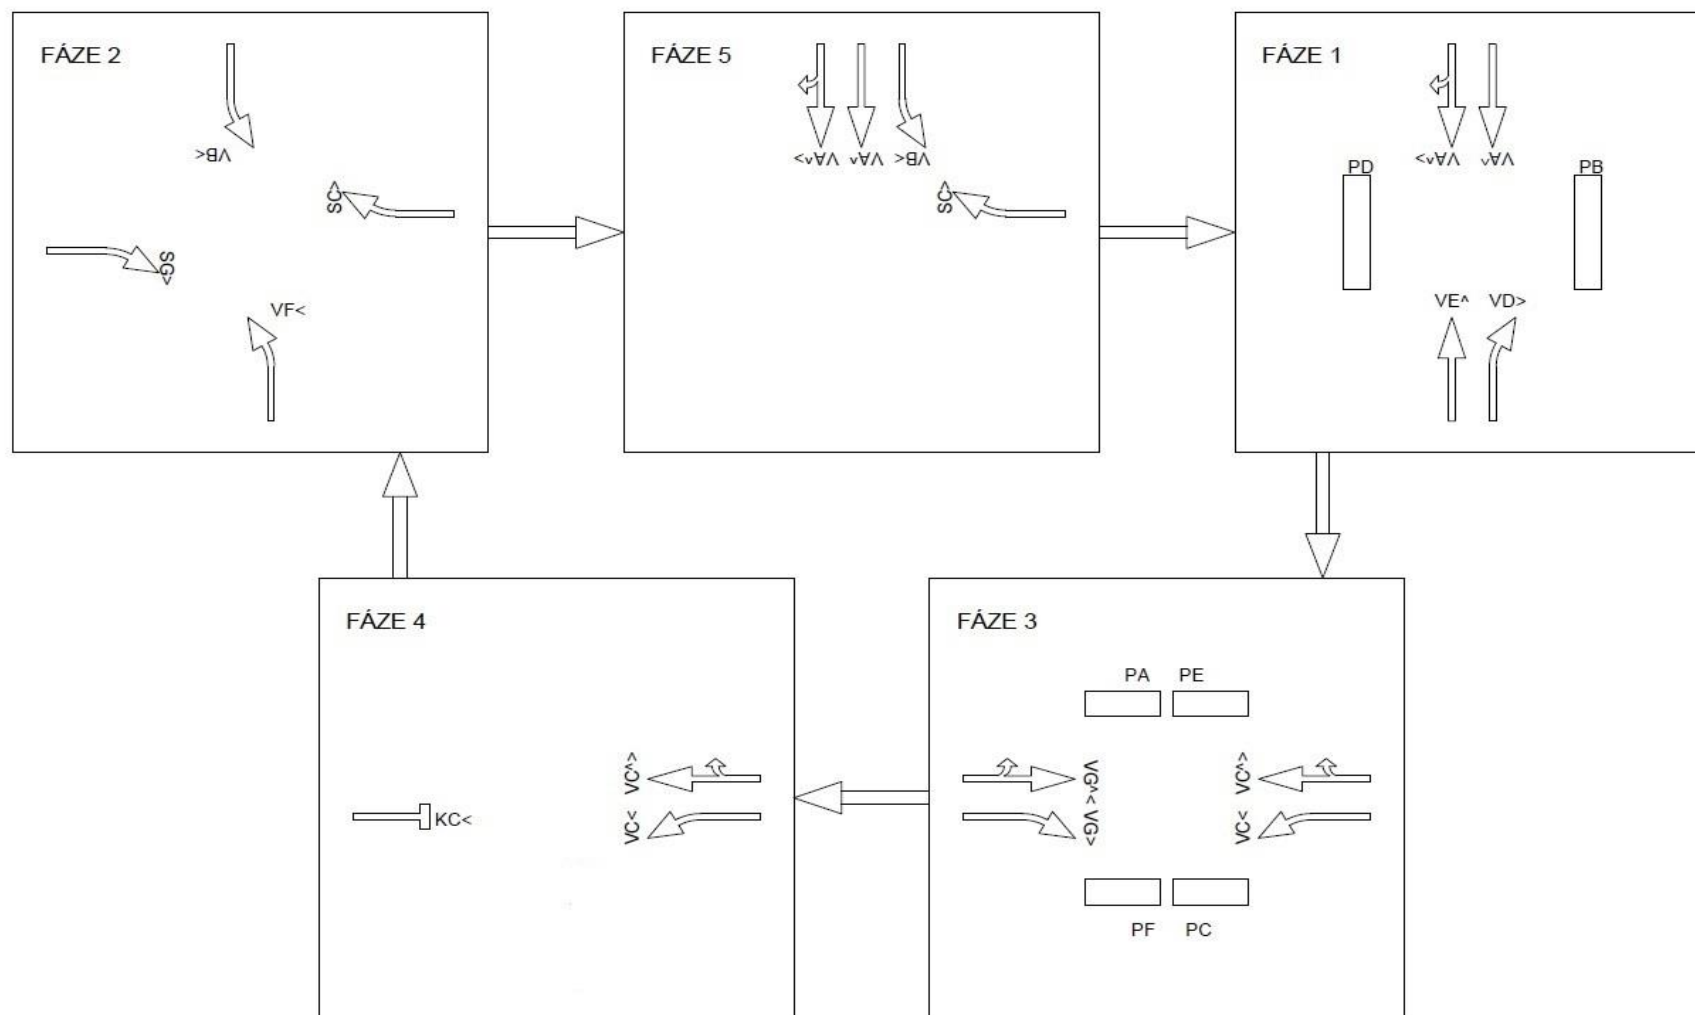 FÁZE 2
VB<
SC^
SG>
VF<
FÁZE 5
VA^>
VA^
VB<
SC^
FÁZE 1
VA^>
VA^
PD
PB
VE^
VD>
FÁZE 4
VC^<
VC<
KC<
FÁZE 3
PA PE
VG^<
VG>
VC^<
VC<
PF PC